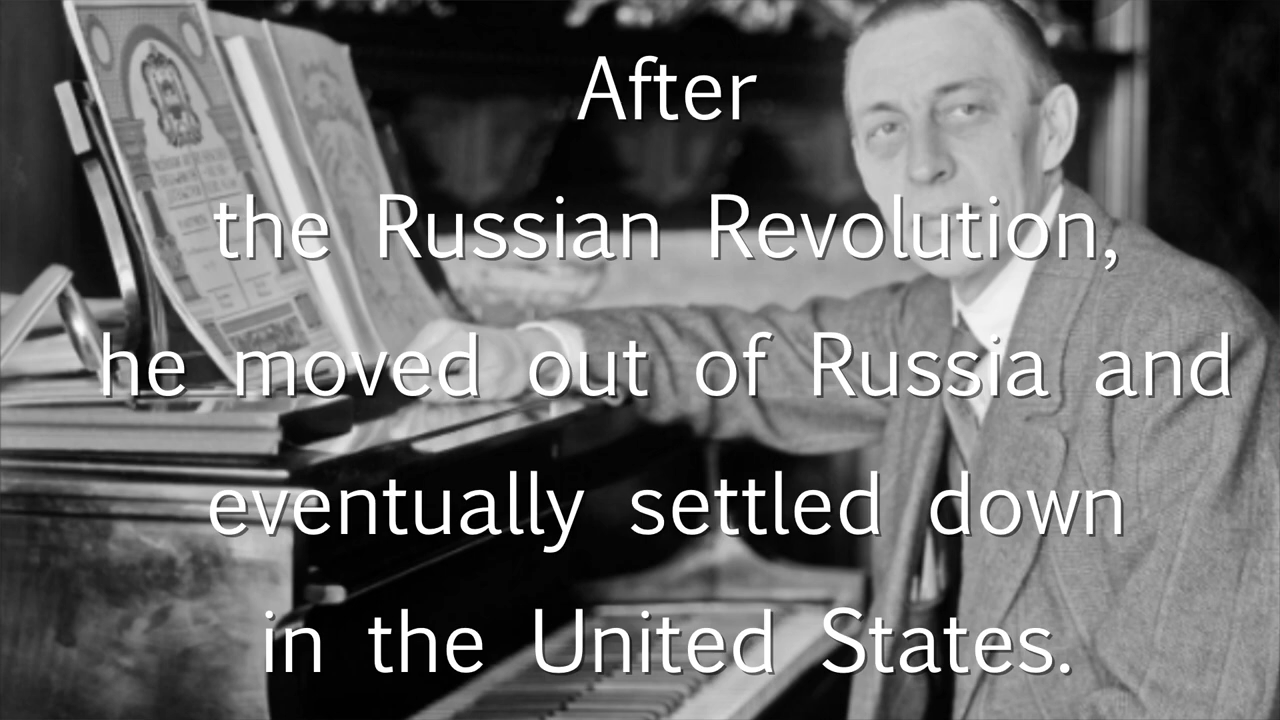 After
the Russian Revolution,
he moved out of Russia and
eventually settled down
in the United States.